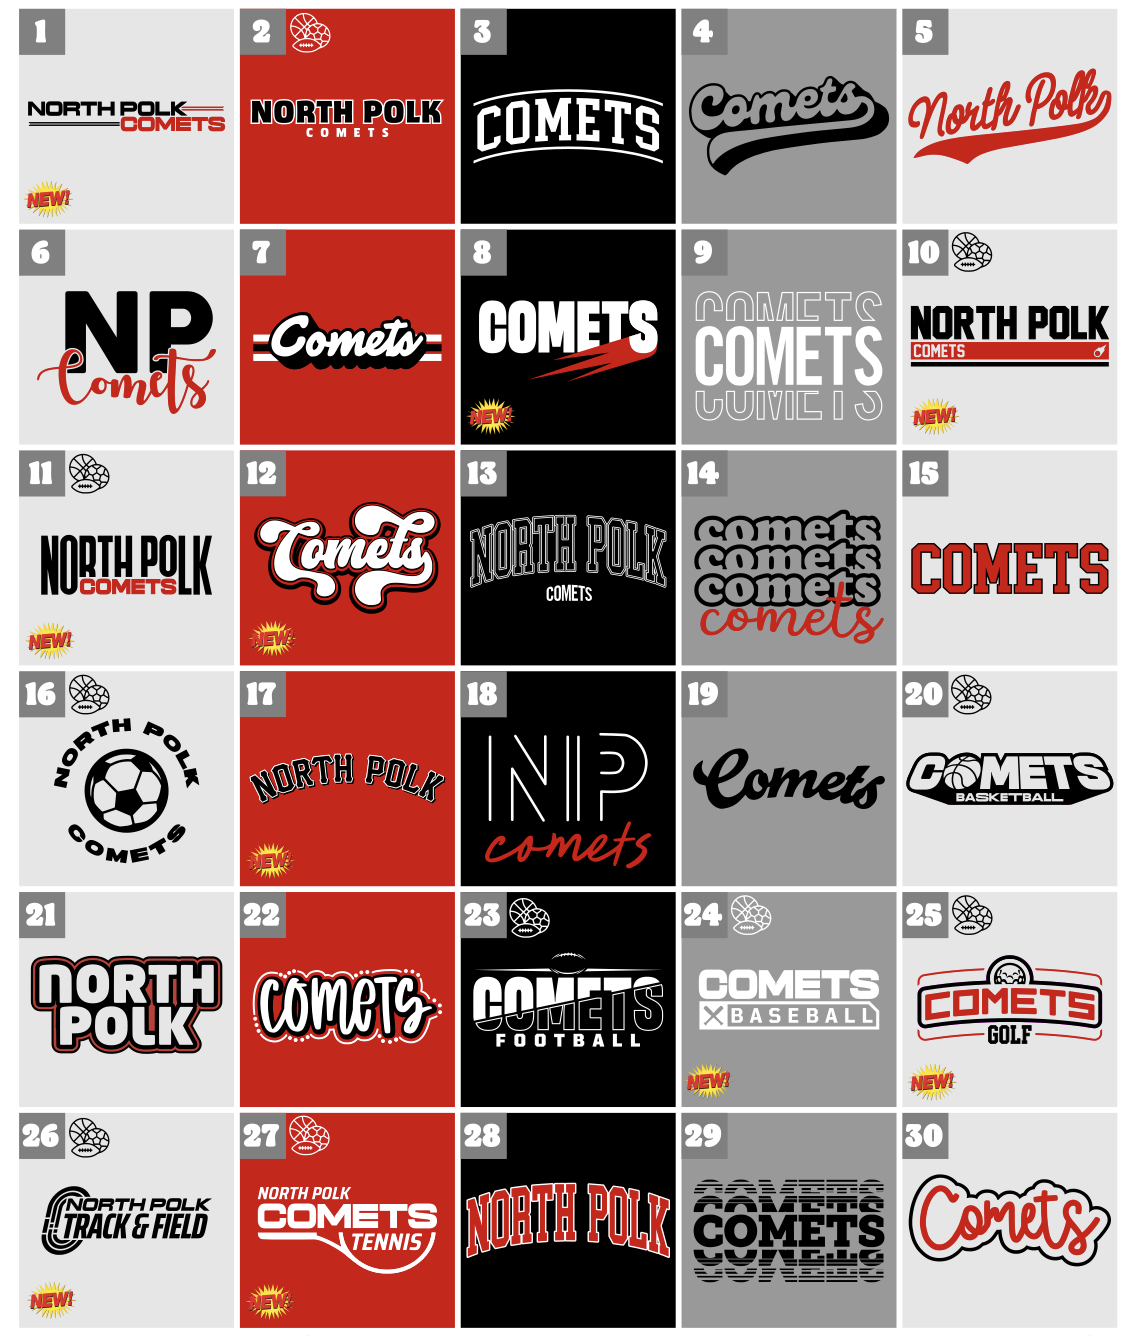 1
NORTH POLK
COMETS
NEW!
2
NORTH POLK
COMETS
3
COMETS
4
Comets
5
North Polk
6
NP
Comets
7
Comets
8
COMETS
NEW!
9
COMETS
COMETS
COMETS
10
NORTH POLK
COMETS
NEW!
11
NORTH POLK
COMETS
NEW!
12
Comets
NEW!
13
NORTH POLK
COMETS
14
comets
comets
comets
comets
15
COMETS
16
NORTH POLK
COMETS
17
NORTH POLK
NEW!
18
NP
comets
19
Comets
20
COMETS
BASKETBALL
21
NORTH
POLK
22
COMETS
23
COMETS
FOOTBALL
24
COMETS
BASEBALL
NEW!
25
COMETS
GOLF
NEW!
26
NORTH POLK
TRACK & FIELD
NEW!
27
NORTH POLK
COMETS
TENNIS
NEW!
28
NORTH POLK
29
COMETS
COMETS
COMETS
COMETS
COMETS
30
Comets